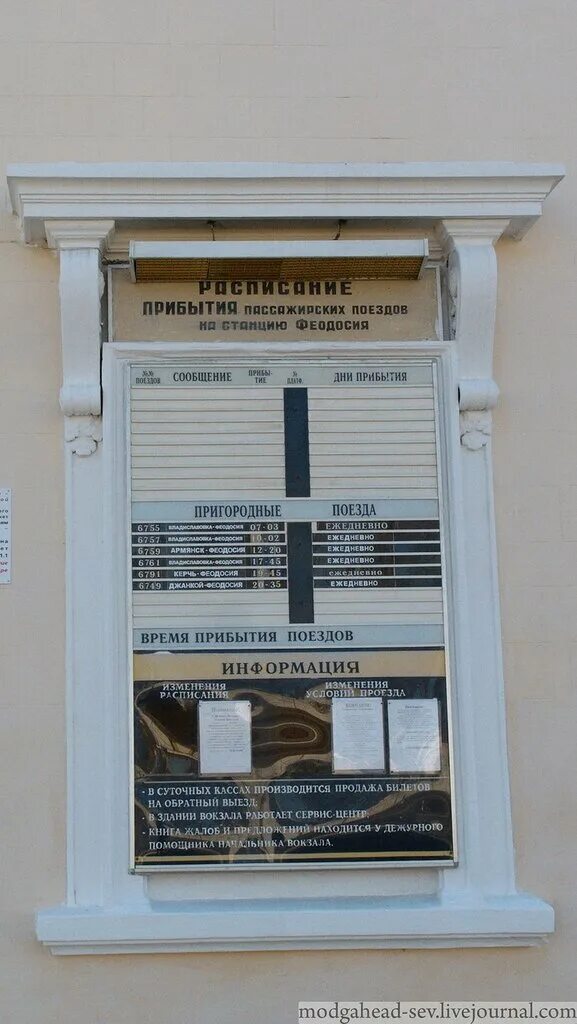 РАСПИСАНИЕ
ПРИБЫТИЯ ПАССАЖИРСКИХ ПОЕЗДОВ
НА СТАНЦИЮ ФЕОДОСИЯ
№№ ПОЕЗДОВ СООБЩЕНИЕ ПРИБЫ-ТИЕ № ПЛАТФ. ДНИ ПРИБЫТИЯ
ПРИГОРОДНЫЕ ПОЕЗДА
6755 ВЛАДИСЛАВОВКА-ФЕОДОСИЯ 07-03 ЕЖЕДНЕВНО
6757 ВЛАДИСЛАВОВКА-ФЕОДОСИЯ 10-02 ЕЖЕДНЕВНО
6759 АРМЯНСК-ФЕОДОСИЯ 12-20 ЕЖЕДНЕВНО
6761 ВЛАДИСЛАВОВКА-ФЕОДОСИЯ 17-45 ЕЖЕДНЕВНО
6791 КЕРЧЬ-ФЕОДОСИЯ 19-45 ЕЖЕДНЕВНО
6749 ДЖАНКОЙ-ФЕОДОСИЯ 20-35 ЕЖЕДНЕВНО
ВРЕМЯ ПРИБЫТИЯ ПОЕЗДОВ
ИНФОРМАЦИЯ
ИЗМЕНЕНИЯ
РАСПИСАНИЯ
ИЗМЕНЕНИЯ
УСЛОВИЙ ПРОЕЗДА
- В СУТОЧНЫХ КАССАХ ПРОИЗВОДИТСЯ ПРОДАЖА БИЛЕТОВ
НА ОБРАТНЫЙ ВЫЕЗД.
- В ЗДАНИИ ВОКЗАЛА РАБОТАЕТ СЕРВИС-ЦЕНТР.
- КНИГА ЖАЛОБ И ПРЕДЛОЖЕНИЙ НАХОДИТСЯ У ДЕЖУРНОГО
ПОМОЩНИКА НАЧАЛЬНИКА ВОКЗАЛА.
modgahead-sev.livejournal.com